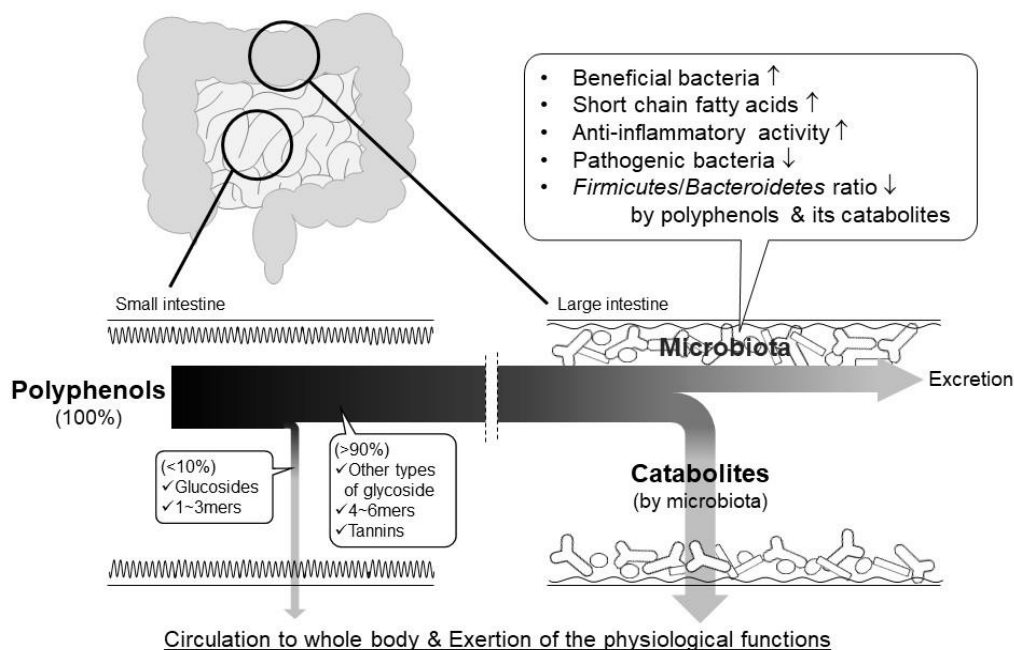 • Beneficial bacteria ↑
• Short chain fatty acids ↑
• Anti-inflammatory activity ↑
• Pathogenic bacteria ↓
• Firmicutes/Bacteroidetes ratio ↓
by polyphenols & its catabolites
Small intestine
Large intestine
Microbiota
Polyphenols
(100%)
Excretion
(<10%)
✓Glucosides
✓1~3mers
(>90%)
✓Other types
of glycoside
✓4~6mers
✓Tannins
Catabolites
(by microbiota)
Circulation to whole body & Exertion of the physiological functions